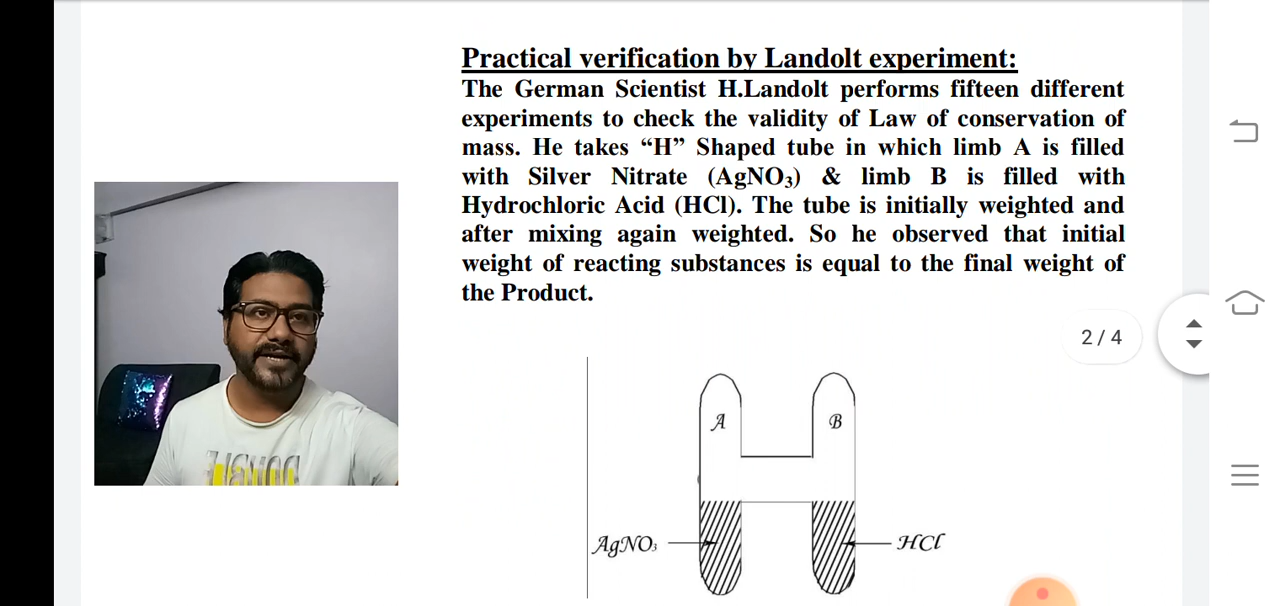 Practical verification by Landolt experiment:
The German Scientist H.Landolt performs fifteen different
experiments to check the validity of Law of conservation of
mass. He takes “H” Shaped tube in which limb A is filled
with Silver Nitrate (AgNO₃) & limb B is filled with
Hydrochloric Acid (HCl). The tube is initially weighted and
after mixing again weighted. So he observed that initial
weight of reacting substances is equal to the final weight of
the Product.
2 / 4
A
B
AgNO₃
HCl